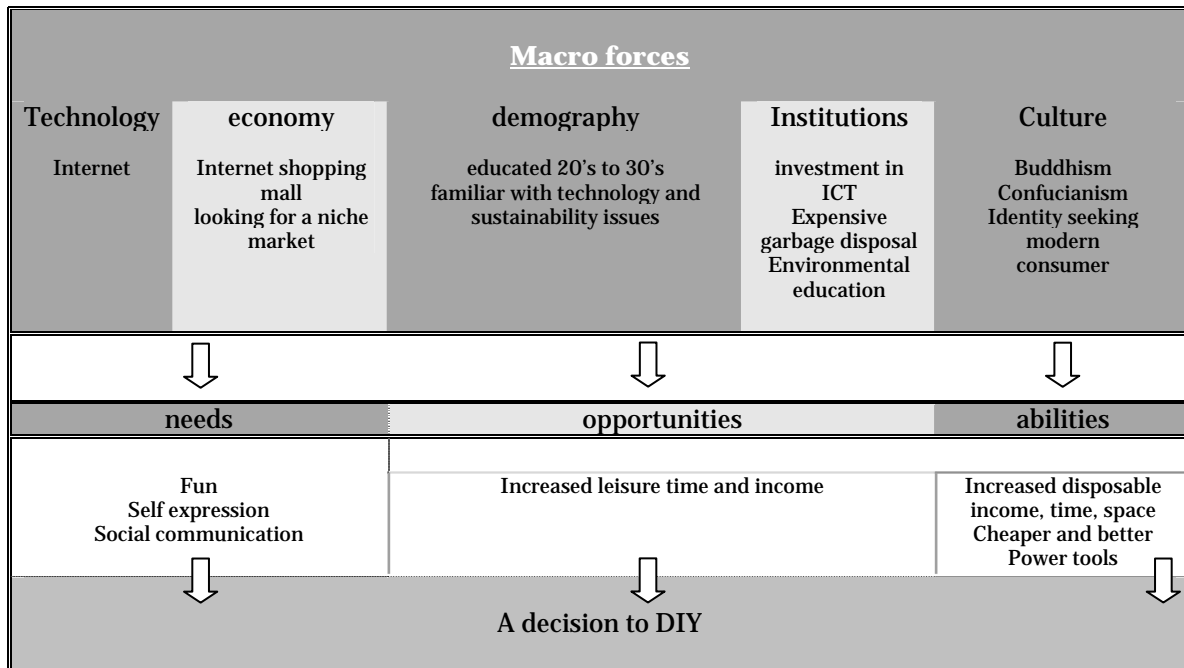 Macro forces
Technology
Internet
economy
Internet shopping
mall
looking for a niche
market
demography
educated 20's to 30's
familiar with technology and
sustainability issues
Institutions
investment in
ICT
Expensive
garbage disposal
Environmental
education
Culture
Buddhism
Confucianism
Identity seeking
modern
consumer
needs
opportunities
abilities
Fun
Self expression
Social communication
Increased leisure time and income
Increased disposable
income, time, space
Cheaper and better
Power tools
A decision to DIY